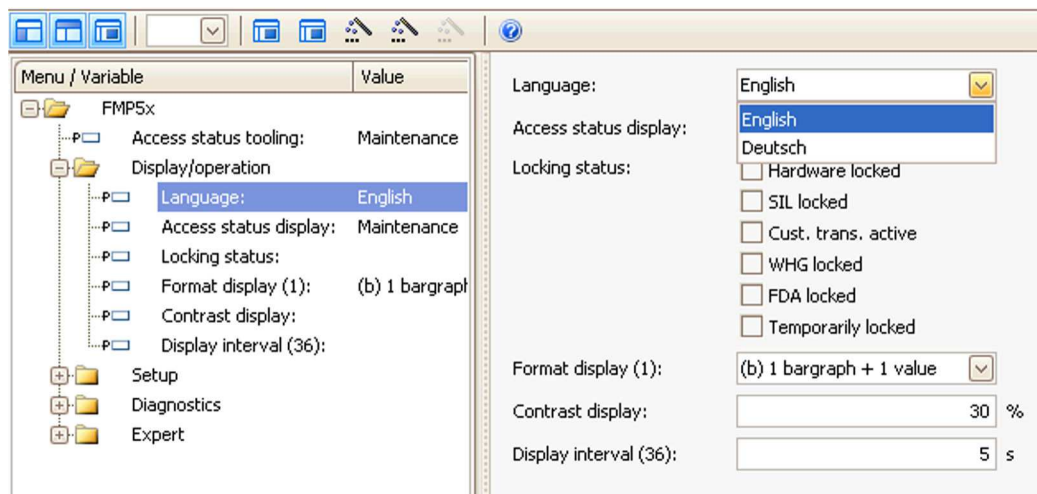 Menu / Variable Value
FMP5x
Access status tooling: Maintenance
Display/operation
Language: English
Access status display: Maintenance
Locking status:
Format display (1): (b) 1 bargraph
Contrast display:
Display interval (36):
Setup
Diagnostics
Expert
Language: English
English
Deutsch
Access status display:
Locking status:
Hardware locked
SIL locked
Cust. trans. active
WHG locked
FDA locked
Temporarily locked
Format display (1): (b) 1 bargraph + 1 value
Contrast display: 30 %
Display interval (36): 5 s